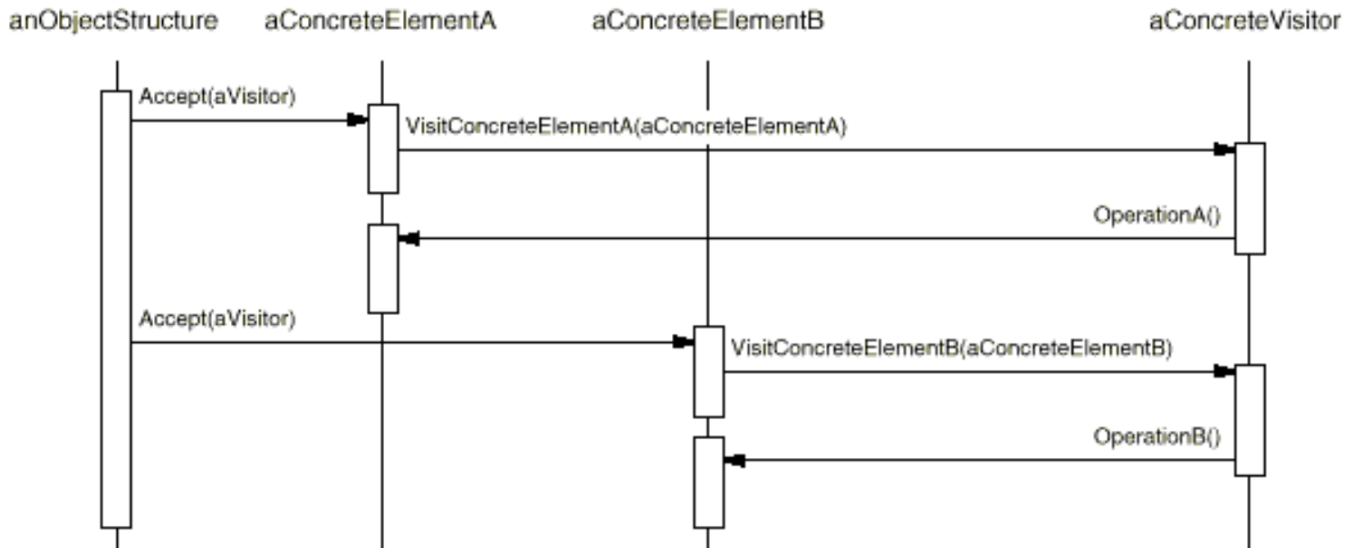 anObjectStructure aConcreteElementA aConcreteElementB aConcreteVisitor
Accept(aVisitor)
VisitConcreteElementA(aConcreteElementA)
OperationA()
Accept(aVisitor)
VisitConcreteElementB(aConcreteElementB)
OperationB()